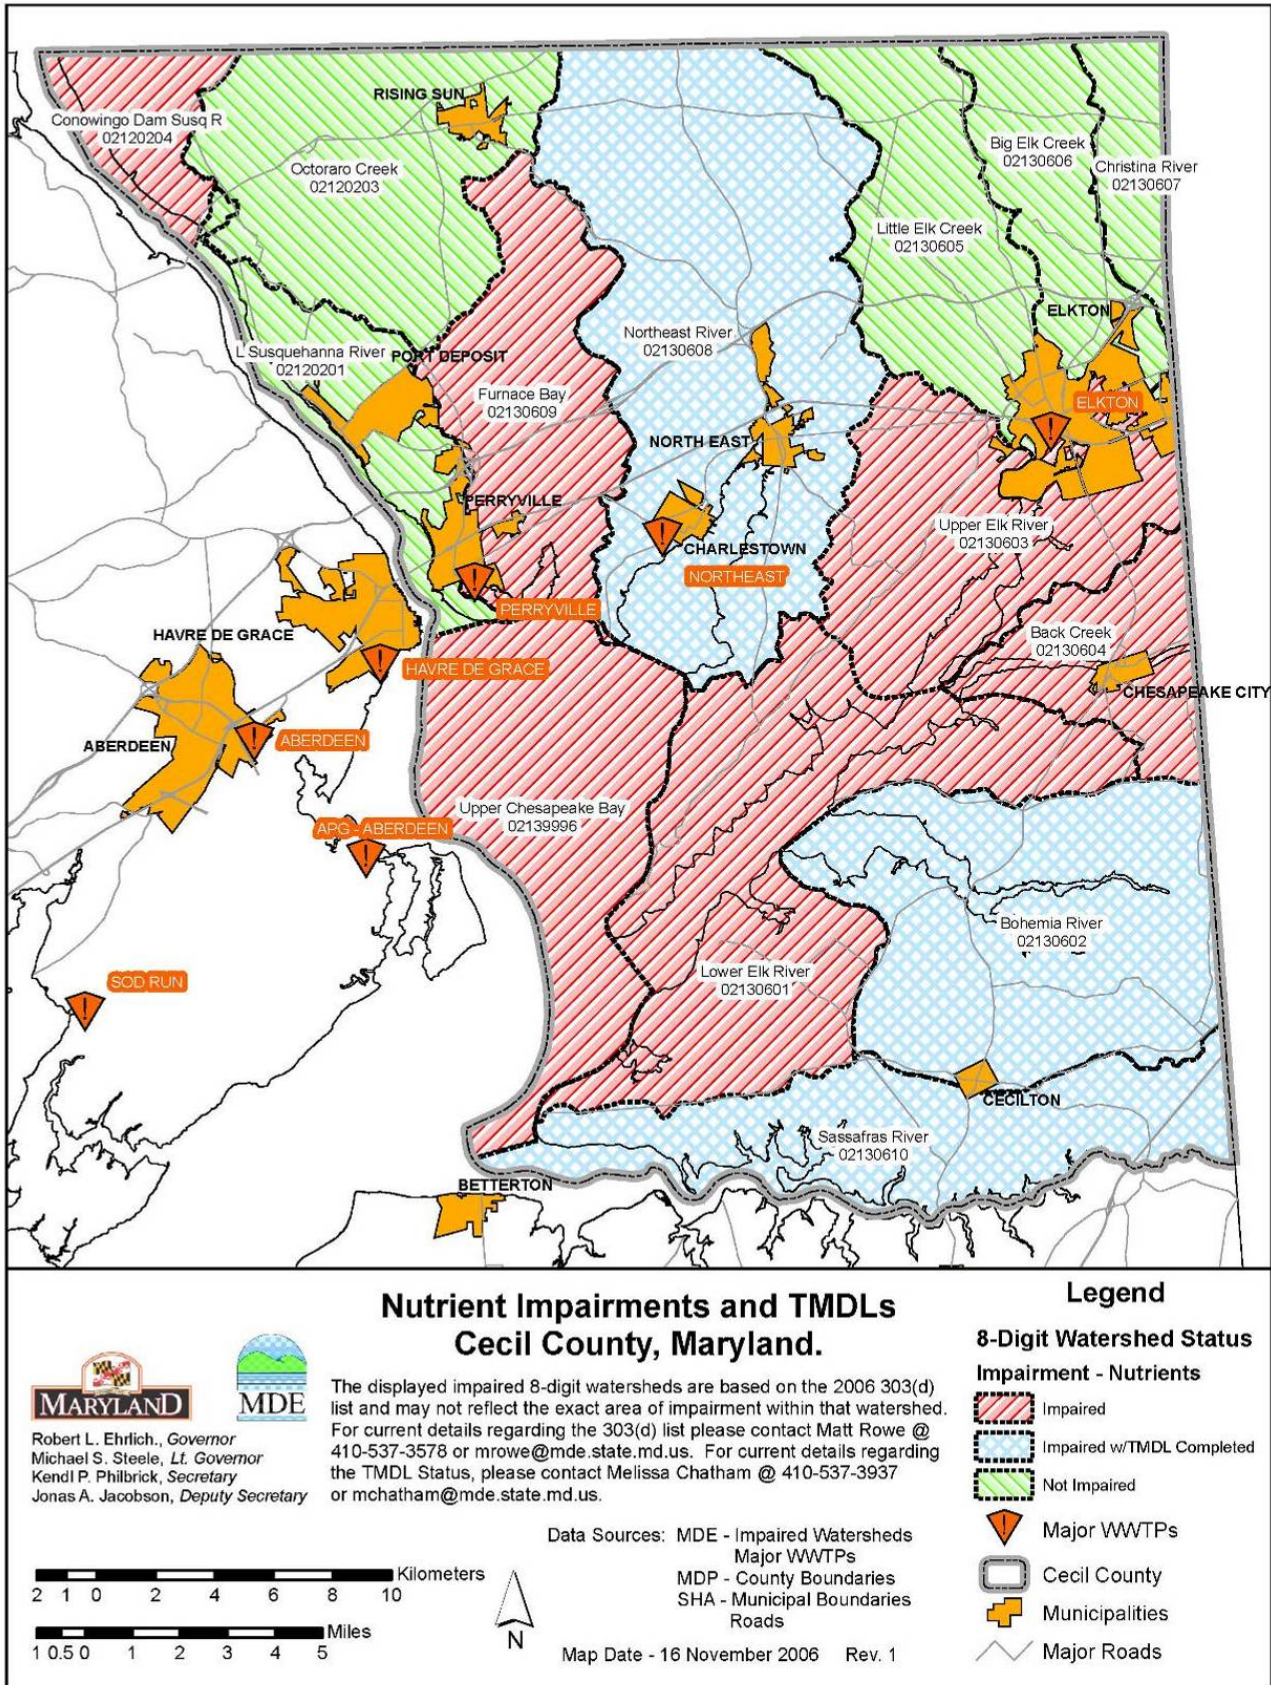 RISING SUN
Conowingo Dam Susq R
02120204
Octoraro Creek
02120203
Big Elk Creek
02130606
Christina River
02130607
Little Elk Creek
02130605
ELKTON
Northeast River
02130608
L Susquehanna River
02120201
PORT DEPOSIT
Furnace Bay
02130609
ELKTON
NORTH EAST
PERRYVILLE
Upper Elk River
02130603
CHARLESTOWN
NORTHEAST
PERRYVILLE
HAVRE DE GRACE
Back Creek
02130604
HAVRE DE GRACE
CHESAPEAKE CITY
ABERDEEN
ABERDEEN
Upper Chesapeake Bay
02139996
APG - ABERDEEN
Bohemia River
02130602
SOD RUN
Lower Elk River
02130601
CECILTON
Sassafras River
02130610
BETTERTON
Nutrient Impairments and TMDLs
Cecil County, Maryland.
MARYLAND
MDE
Robert L. Ehrlich., Governor
Michael S. Steele, Lt. Governor
Kendl P. Philbrick, Secretary
Jonas A. Jacobson, Deputy Secretary
The displayed impaired 8-digit watersheds are based on the 2006 303(d)
list and may not reflect the exact area of impairment within that watershed.
For current details regarding the 303(d) list please contact Matt Rowe @
410-537-3578 or mrowe@mde.state.md.us. For current details regarding
the TMDL Status, please contact Melissa Chatham @ 410-537-3937
or mchatham@mde.state.md.us.
Data Sources: MDE - Impaired Watersheds
Major WWTPs
MDP - County Boundaries
SHA - Municipal Boundaries
Roads
Map Date - 16 November 2006 Rev. 1
Kilometers
2 1 0 2 4 6 8 10
Miles
1 0.5 0 1 2 3 4 5
N
Legend
8-Digit Watershed Status
Impairment - Nutrients
Impaired
Impaired w/TMDL Completed
Not Impaired
Major WWTPs
Cecil County
Municipalities
Major Roads